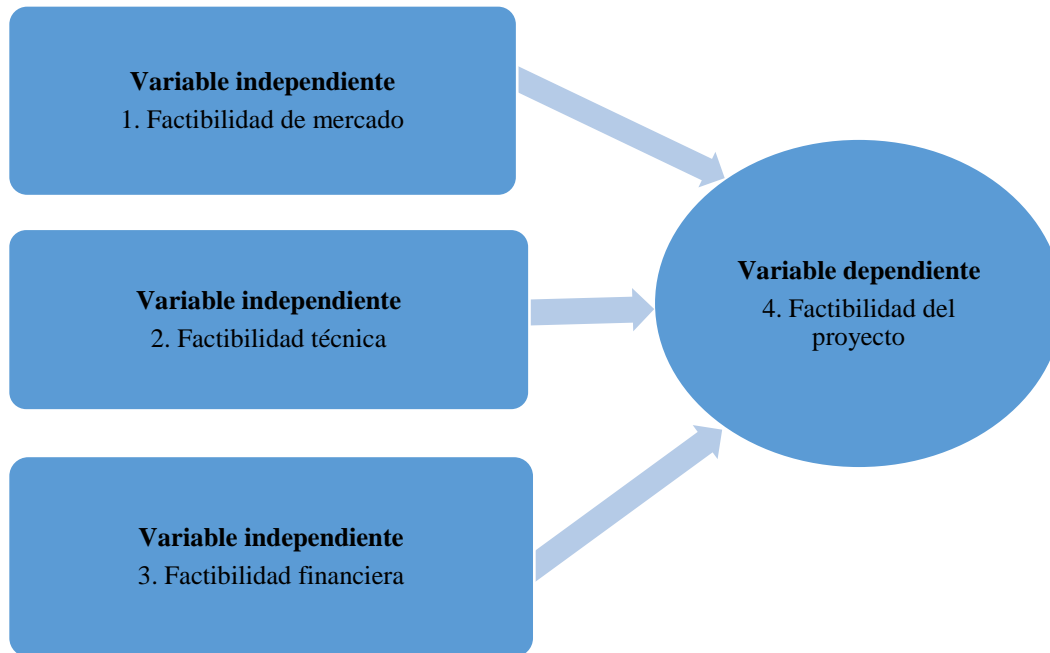 Variable independiente
1. Factibilidad de mercado
Variable independiente
2. Factibilidad técnica
Variable independiente
3. Factibilidad financiera
Variable dependiente
4. Factibilidad del
proyecto